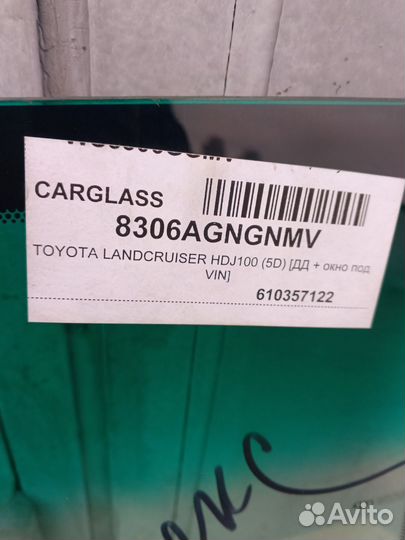 CARGLASS
8306AGNGNMV
TOYOTA LANDCRUISER HDJ100 (5D) [ДД + окно под
VIN]
610357122
Avito